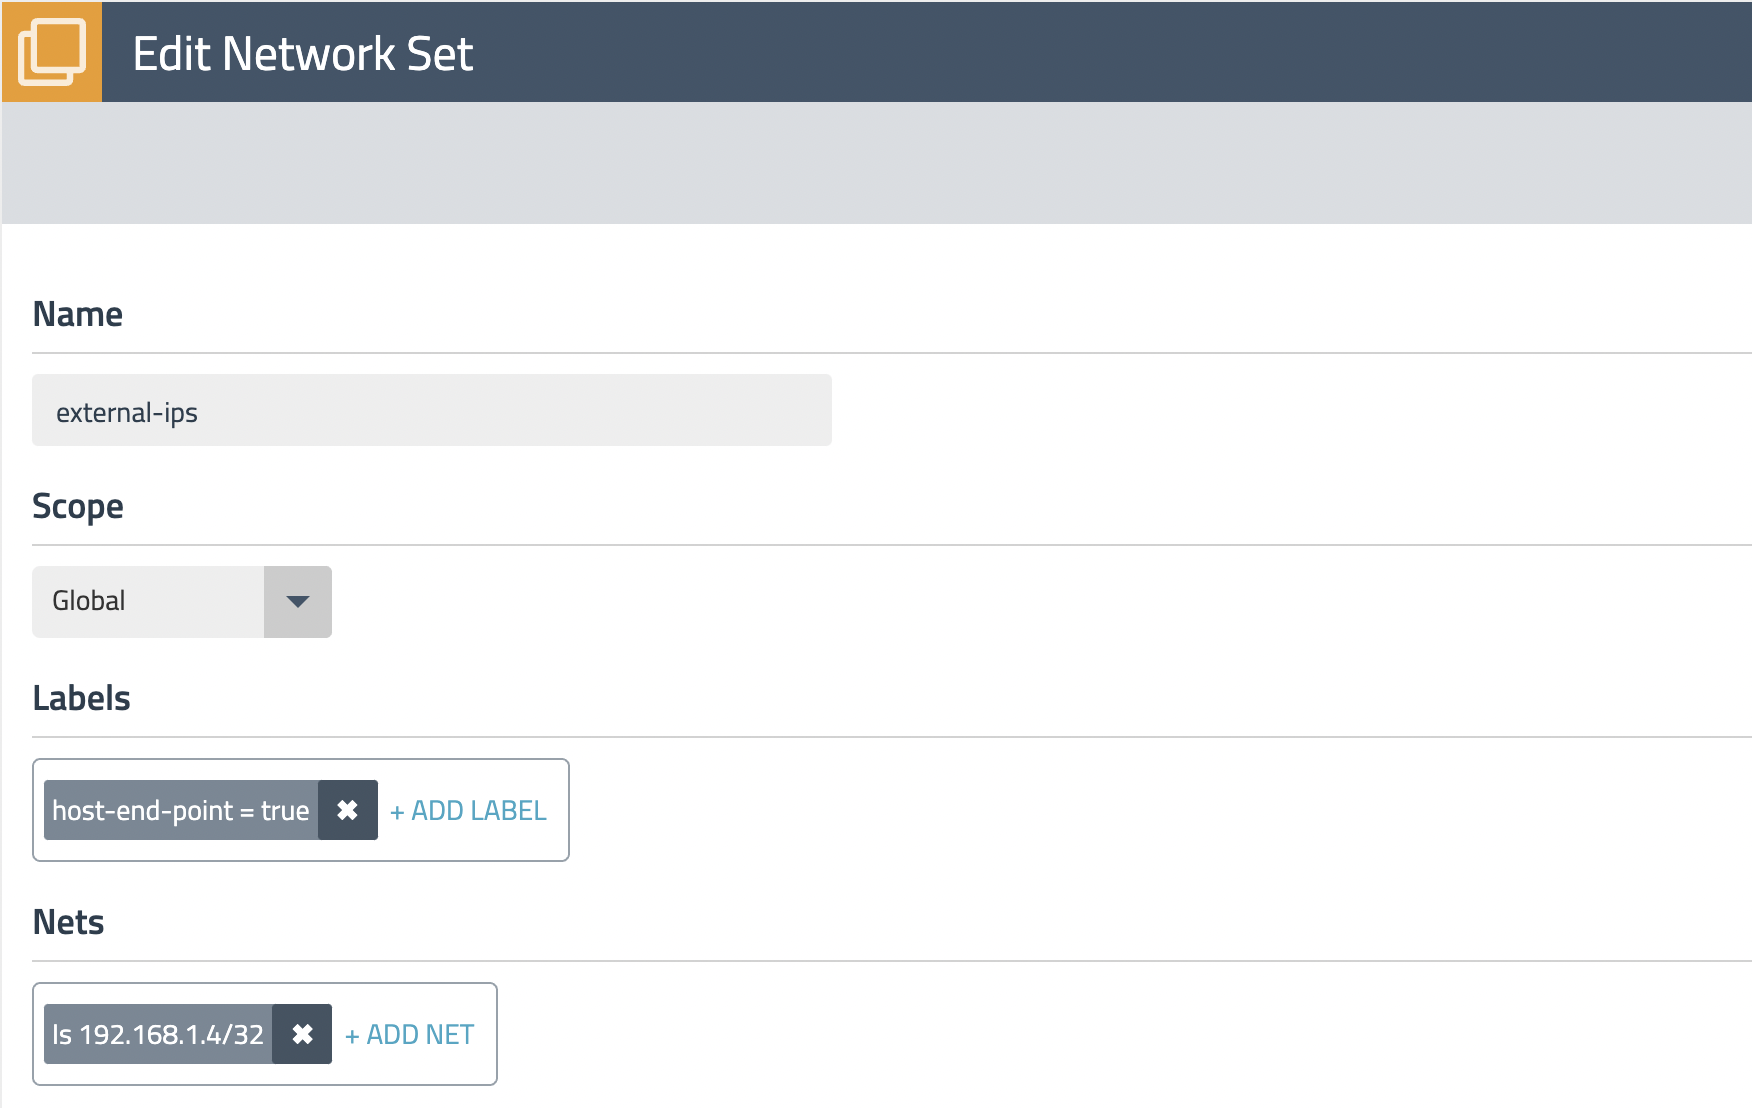 Edit Network Set
Name
external-ips
Scope
Global
Labels
host-end-point = true ✖ + ADD LABEL
Nets
Is 192.168.1.4/32 ✖ + ADD NET